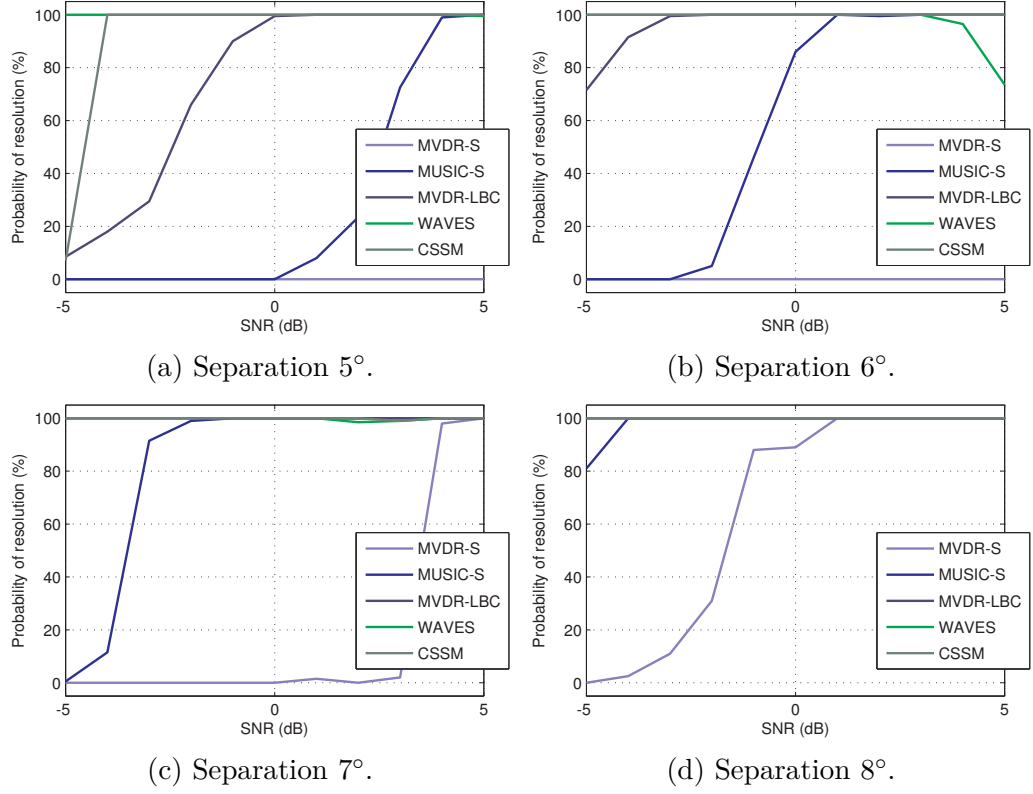 Probability of resolution (%)
100
80
60
40
20
0
-5
0
5
SNR (dB)
MVDR-S
MUSIC-S
MVDR-LBC
WAVES
CSSM
(a) Separation 5°.
Probability of resolution (%)
100
80
60
40
20
0
-5
0
5
SNR (dB)
MVDR-S
MUSIC-S
MVDR-LBC
WAVES
CSSM
(b) Separation 6°.
Probability of resolution (%)
100
80
60
40
20
0
-5
0
5
SNR (dB)
MVDR-S
MUSIC-S
MVDR-LBC
WAVES
CSSM
(c) Separation 7°.
Probability of resolution (%)
100
80
60
40
20
0
-5
0
5
SNR (dB)
MVDR-S
MUSIC-S
MVDR-LBC
WAVES
CSSM
(d) Separation 8°.